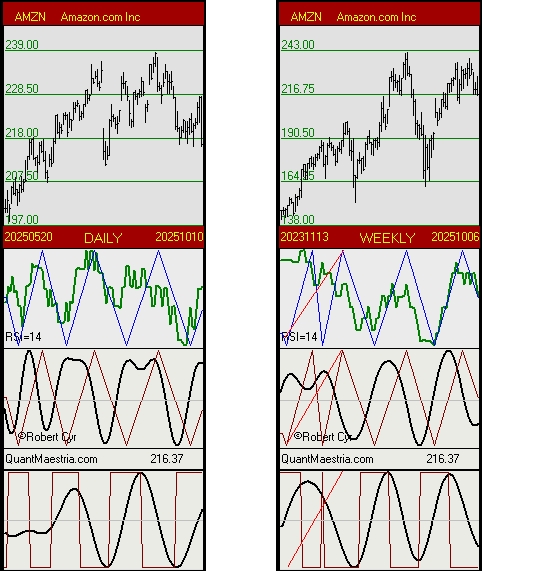 AMZN Amazon.com Inc
239.00
228.50
218.00
207.50
197.00
20250520 DAILY 20251010
RSI=14
©Robert Cyr
QuantMaestria.com 216.37
AMZN Amazon.com Inc
243.00
216.75
190.50
164.25
138.00
20231113 WEEKLY 20251006
RSI=14
©Robert Cyr
QuantMaestria.com 216.37